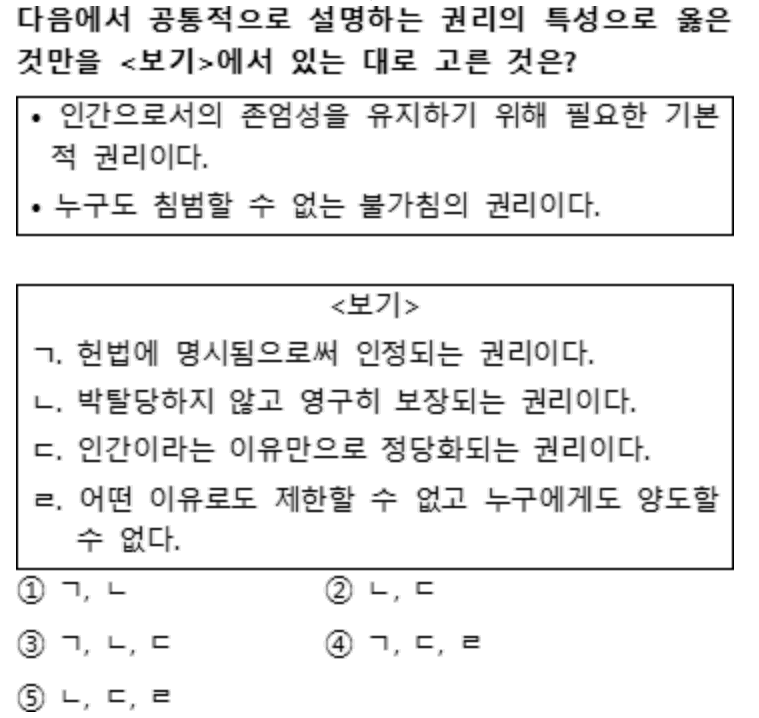 다음에서 공통적으로 설명하는 권리의 특성으로 옳은
것만을 <보기>에서 있는 대로 고른 것은?
• 인간으로서의 존엄성을 유지하기 위해 필요한 기본
적 권리이다.
• 누구도 침범할 수 없는 불가침의 권리이다.
<보기>
ㄱ. 헌법에 명시됨으로써 인정되는 권리이다.
ㄴ. 박탈당하지 않고 영구히 보장되는 권리이다.
ㄷ. 인간이라는 이유만으로 정당화되는 권리이다.
ㄹ. 어떤 이유로도 제한할 수 없고 누구에게도 양도할
수 없다.
① ㄱ, ㄴ ② ㄴ, ㄷ
③ ㄱ, ㄴ, ㄷ ④ ㄱ, ㄷ, ㄹ
⑤ ㄴ, ㄷ, ㄹ